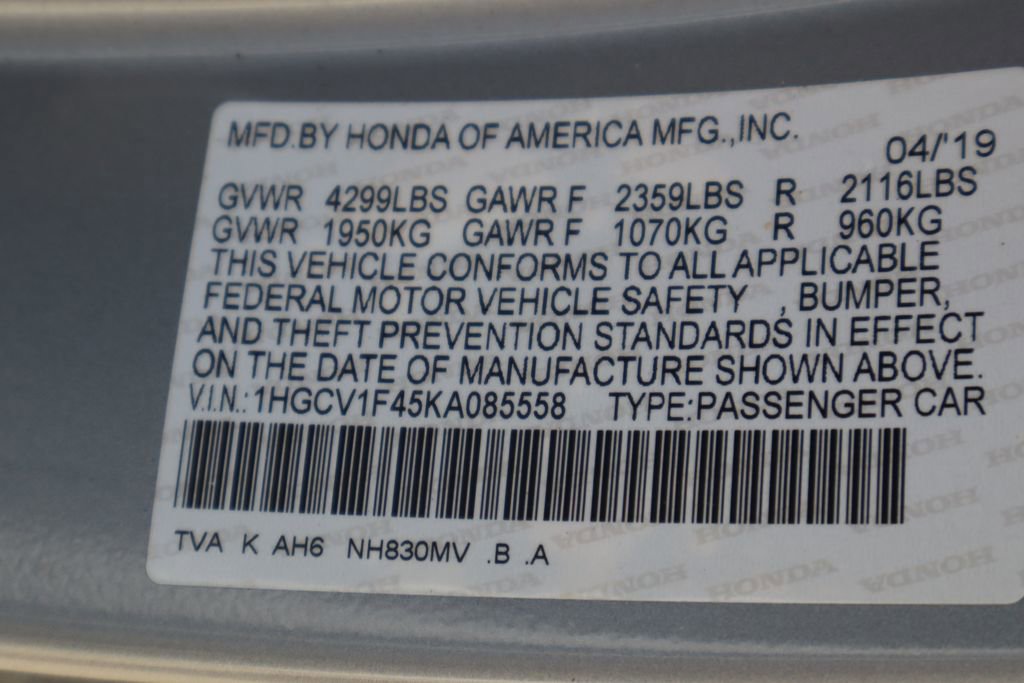 MFD.BY HONDA OF AMERICA MFG.,INC.
04/'19
GVWR 4299LBS GAWR F 2359LBS R 2116LBS
GVWR 1950KG GAWR F 1070KG R 960KG
THIS VEHICLE CONFORMS TO ALL APPLICABLE
FEDERAL MOTOR VEHICLE SAFETY , BUMPER,
AND THEFT PREVENTION STANDARDS IN EFFECT
ON THE DATE OF MANUFACTURE SHOWN ABOVE.
V.I.N.:1HGCV1F45KA085558 TYPE:PASSENGER CAR
TVA K AH6 NH830MV .B .A